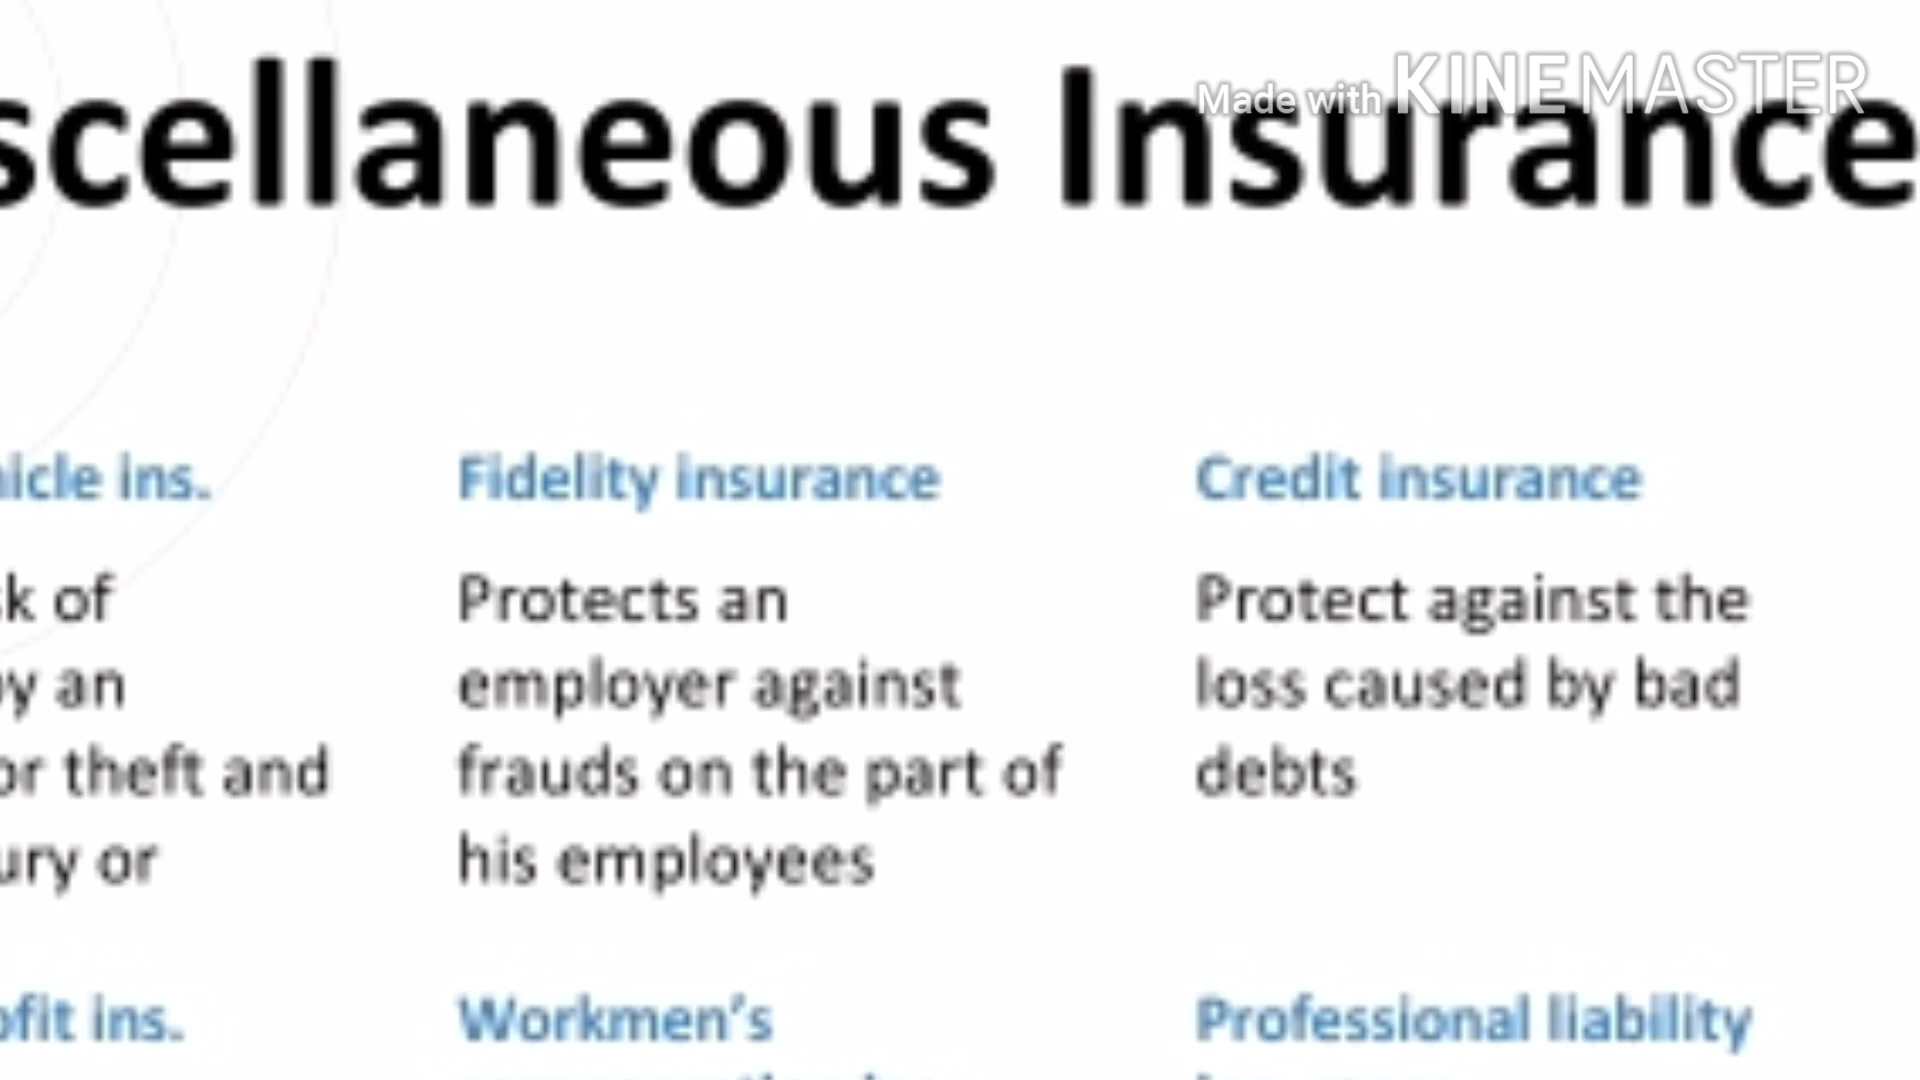 scellaneous Insurance
Made with KINEMASTER
icle ins.
Fidelity insurance
Credit insurance
k of
y an
or theft and
ury or
Protects an
employer against
frauds on the part of
his employees
Protect against the
loss caused by bad
debts
ofit ins.
Workmen's
Professional liability